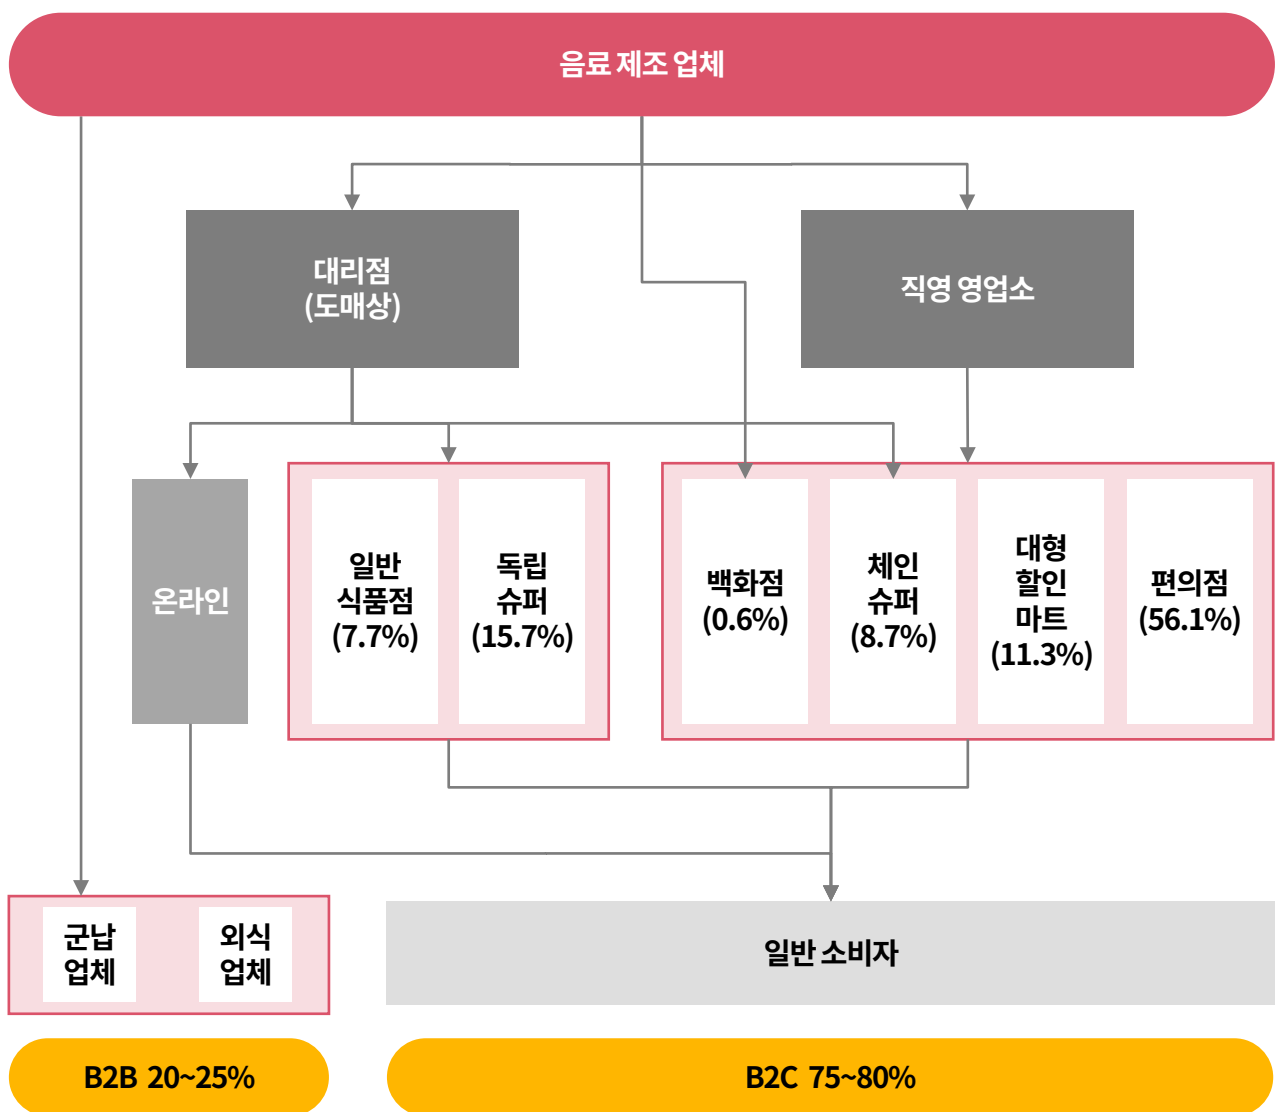 음료 제조 업체
대리점
(도매상)
직영 영업소
온라인
일반
식품점
(7.7%)
독립
슈퍼
(15.7%)
백화점
(0.6%)
체인
슈퍼
(8.7%)
대형
할인
마트
(11.3%)
편의점
(56.1%)
군납
업체
외식
업체
일반 소비자
B2B 20~25%
B2C 75~80%